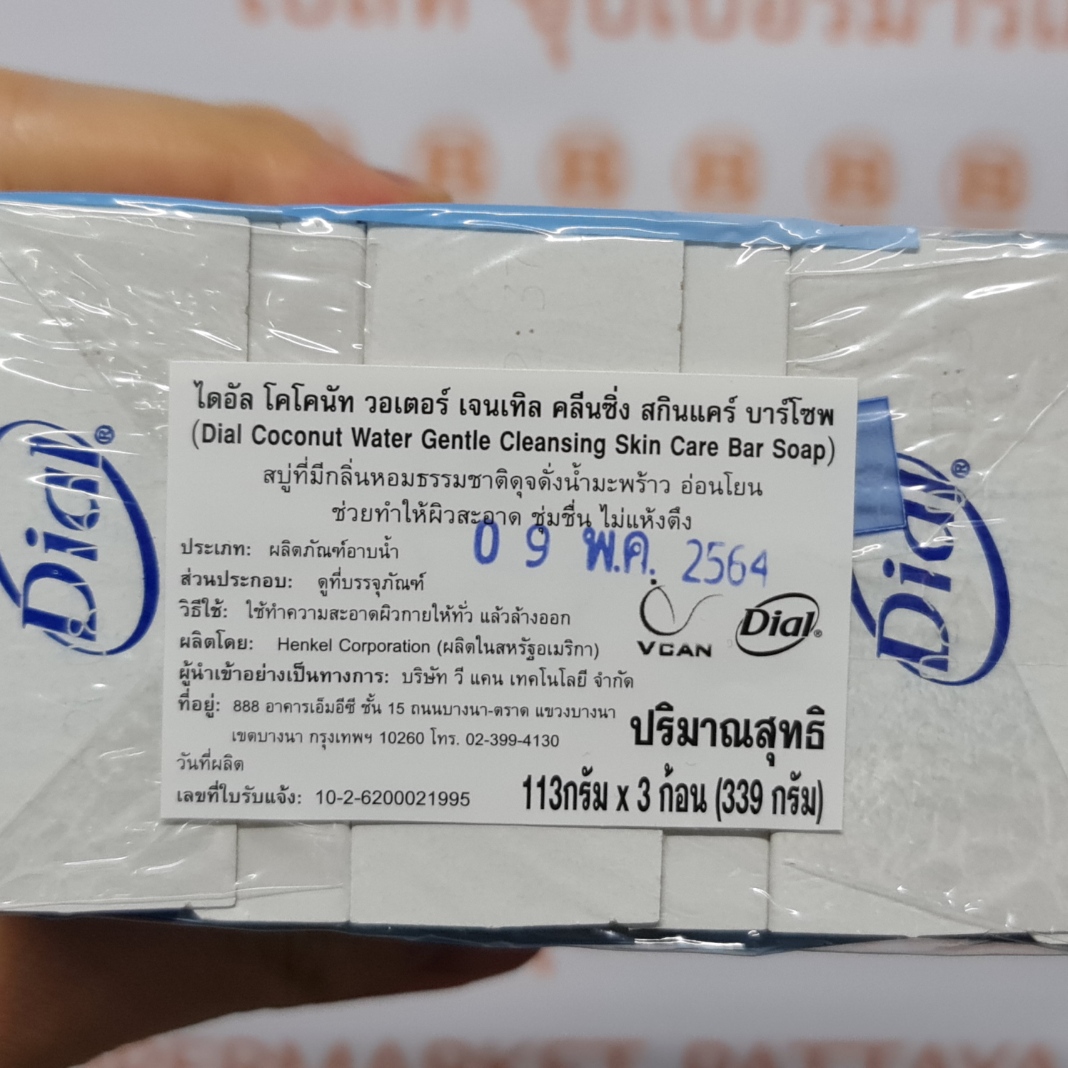 ไดอัล โคโคนัท วอเตอร์ เจนเทิล คลีนซิ่ง สกินแคร์ บาร์โซพ
(Dial Coconut Water Gentle Cleansing Skin Care Bar Soap)
สบู่ที่มีกลิ่นหอมธรรมชาติดุจดั่งน้ำมะพร้าว อ่อนโยน
ช่วยทำให้ผิวสะอาด ชุ่มชื่น ไม่แห้งตึง
09 พ.ค. 2564
ประเภท: ผลิตภัณฑ์อาบน้ำ
ส่วนประกอบ: ดูที่บรรจุภัณฑ์
วิธีใช้: ใช้ทำความสะอาดผิวกายให้ทั่ว แล้วล้างออก
ผลิตโดย: Henkel Corporation (ผลิตในสหรัฐอเมริกา)
VCAN Dial®
ผู้นำเข้าอย่างเป็นทางการ: บริษัท วี แคน เทคโนโลยี จำกัด
ที่อยู่: 888 อาคารเอ็มอีซี ชั้น 15 ถนนบางนา-ตราด แขวงบางนา
เขตบางนา กรุงเทพฯ 10260 โทร. 02-399-4130
วันที่ผลิต
เลขที่ใบรับแจ้ง: 10-2-6200021995
ปริมาณสุทธิ
113กรัม x 3 ก้อน (339 กรัม)
Dial®
Dial®